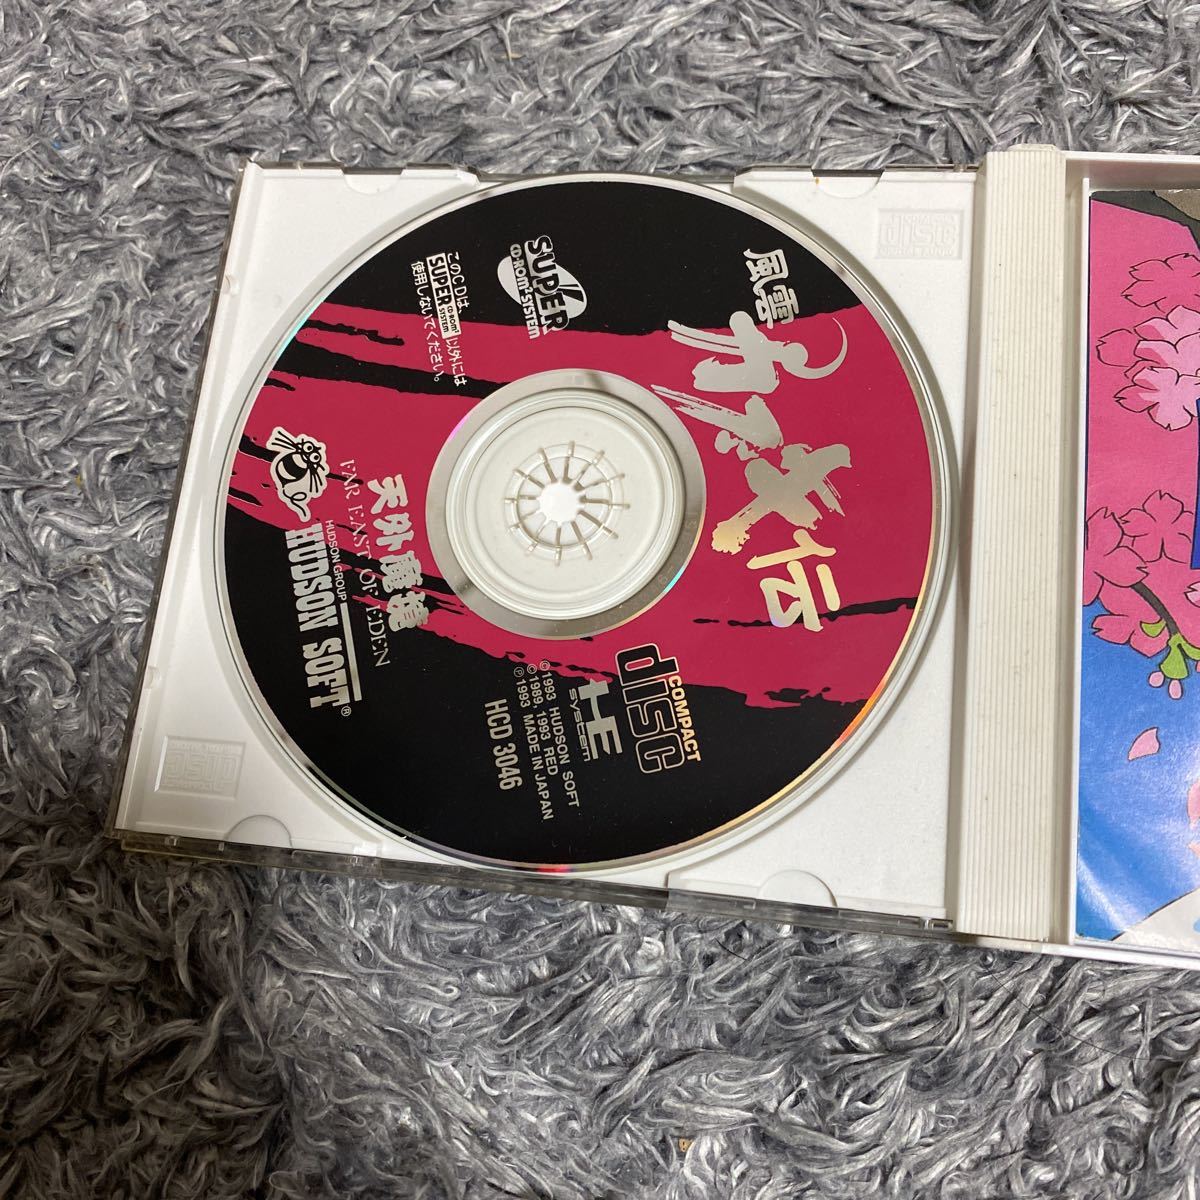 風雲
カブキ伝
SUPER
CD-ROM² SYSTEM
このCDは、
SUPER CD-ROM² SYSTEM 以外には
使用しないでください。
天外魔境
FAR EAST OF EDEN
HUDSON GROUP
HUDSON SOFT®
COMPACT
disc
HE
system
©1993 HUDSON SOFT
©1989, 1993 RED
℗1993 MADE IN JAPAN
HCD 3046